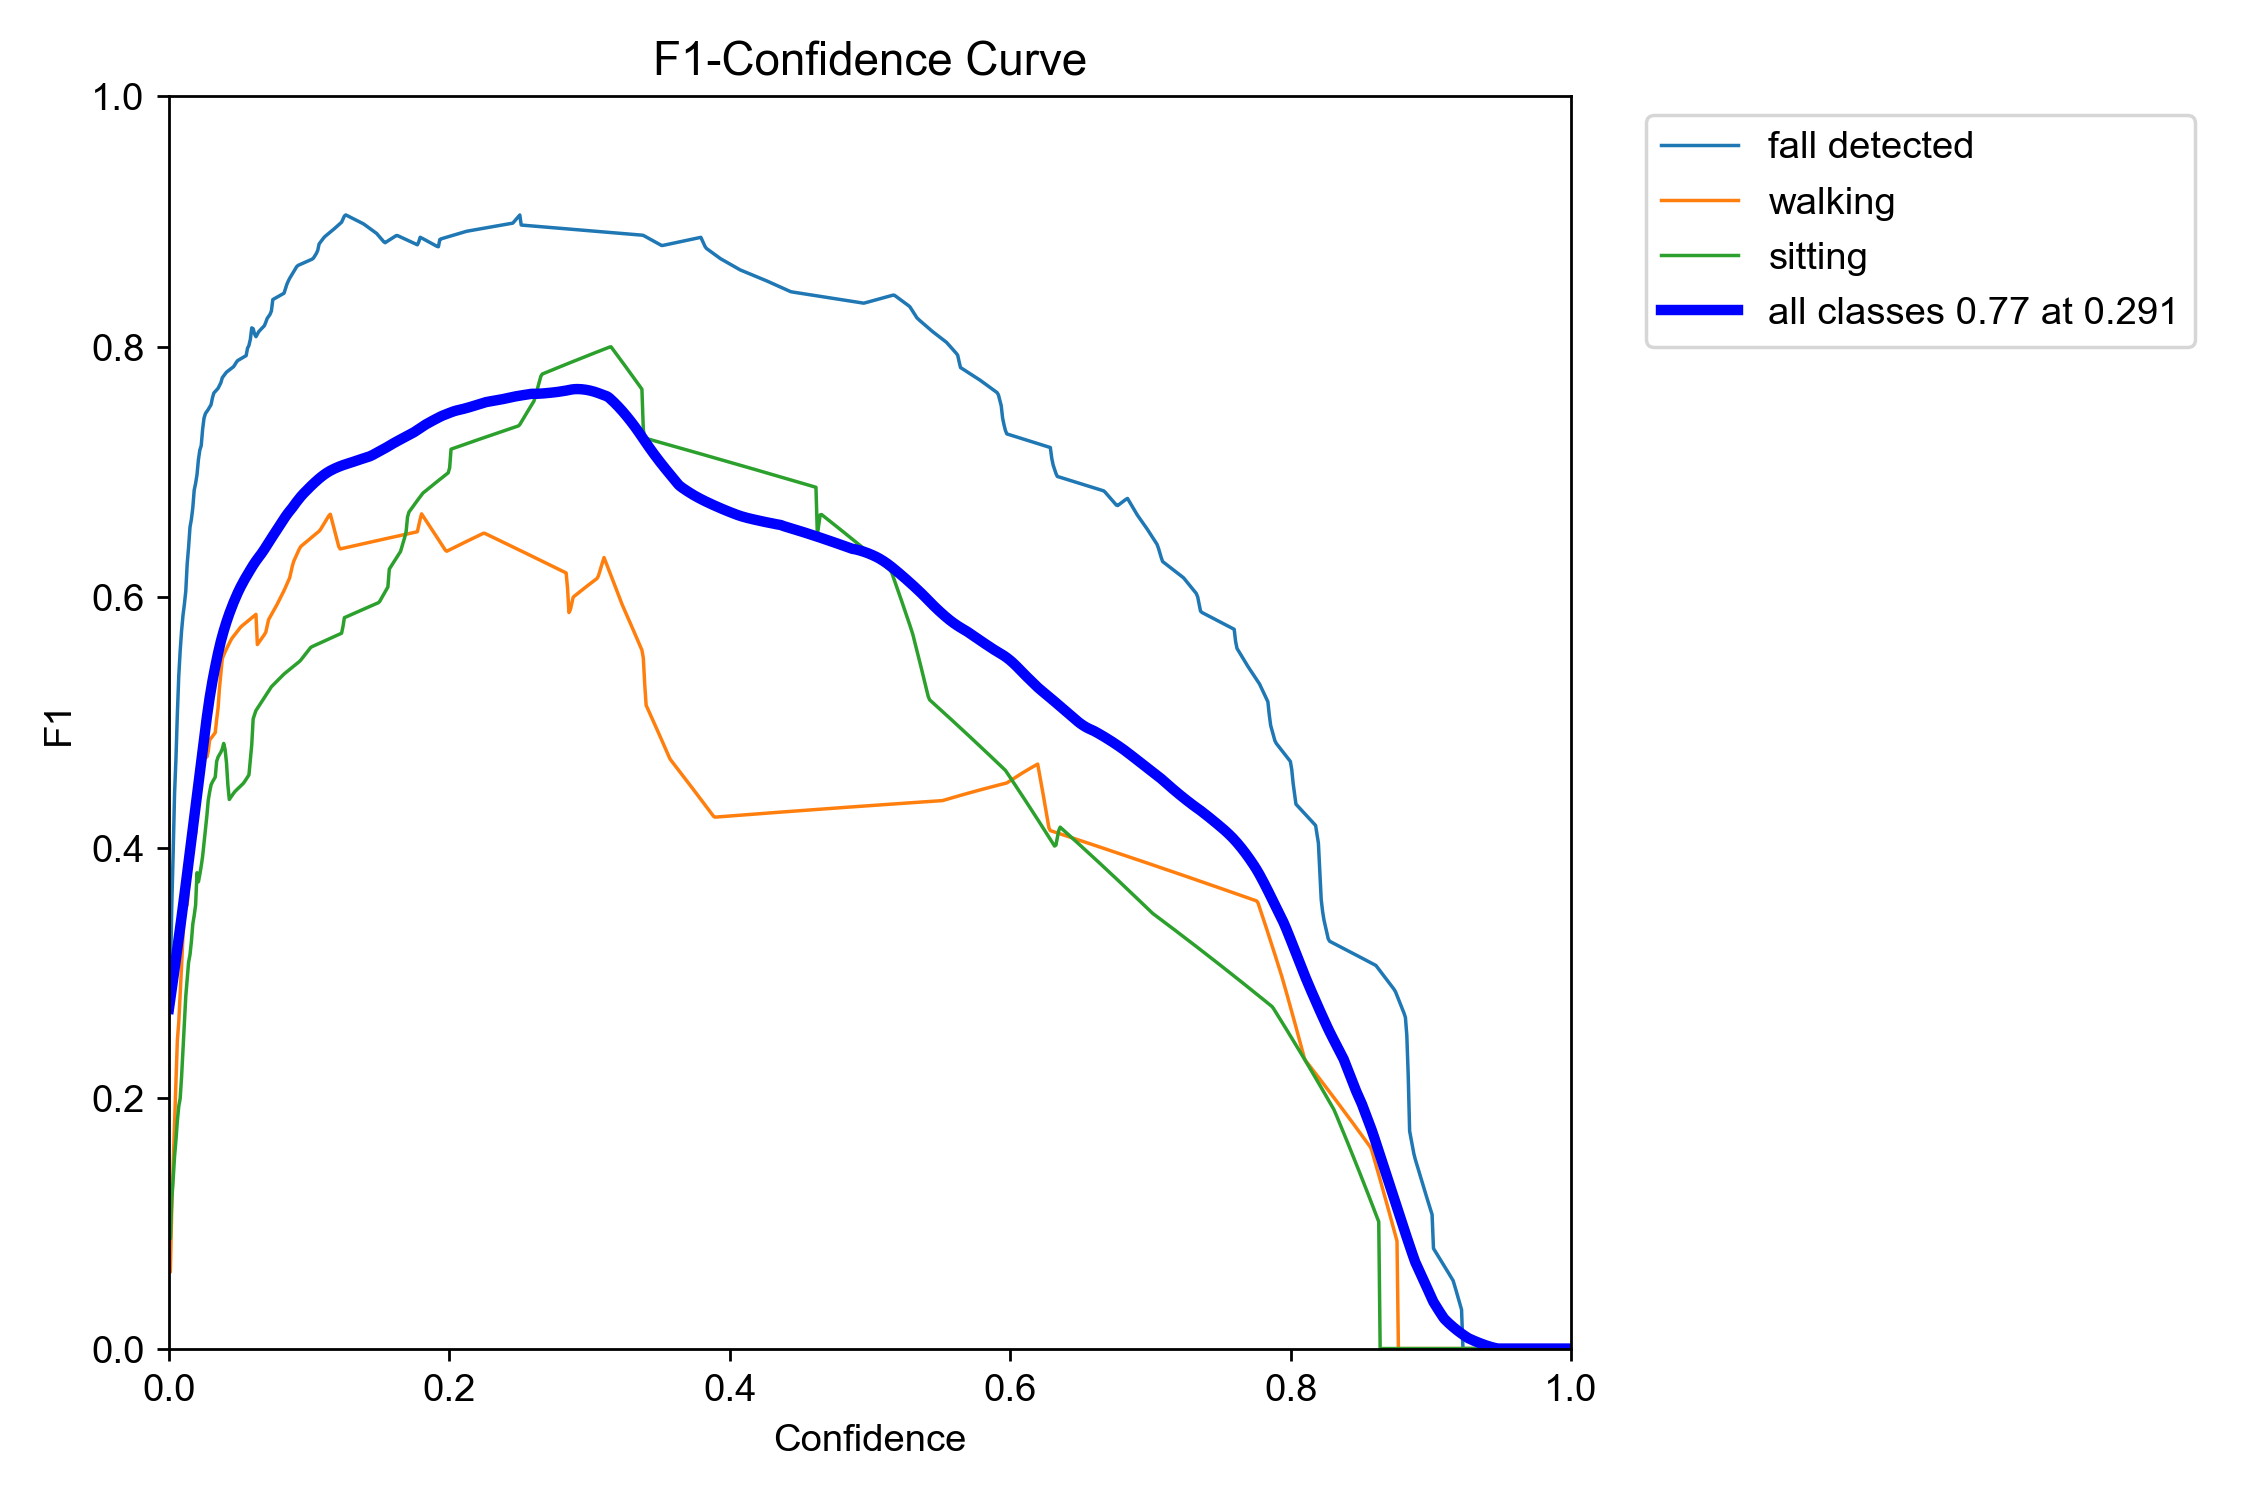 F1-Confidence Curve
1.0
0.8
0.6
0.4
0.2
0.0
F1
0.0 0.2 0.4 0.6 0.8 1.0
Confidence
fall detected
walking
sitting
all classes 0.77 at 0.291